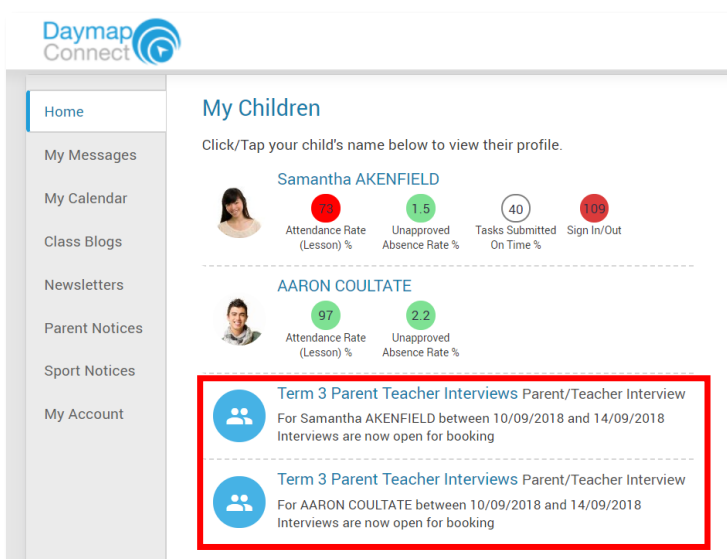 Daymap
Connect
Home
My Messages
My Calendar
Class Blogs
Newsletters
Parent Notices
Sport Notices
My Account
My Children
Click/Tap your child's name below to view their profile.
Samantha AKENFIELD
73 1.5 40 109
Attendance Rate Unapproved Tasks Submitted Sign In/Out
(Lesson) % Absence Rate % On Time %
AARON COULTATE
97 2.2
Attendance Rate Unapproved
(Lesson) % Absence Rate %
Term 3 Parent Teacher Interviews Parent/Teacher Interview
For Samantha AKENFIELD between 10/09/2018 and 14/09/2018
Interviews are now open for booking
Term 3 Parent Teacher Interviews Parent/Teacher Interview
For AARON COULTATE between 10/09/2018 and 14/09/2018
Interviews are now open for booking